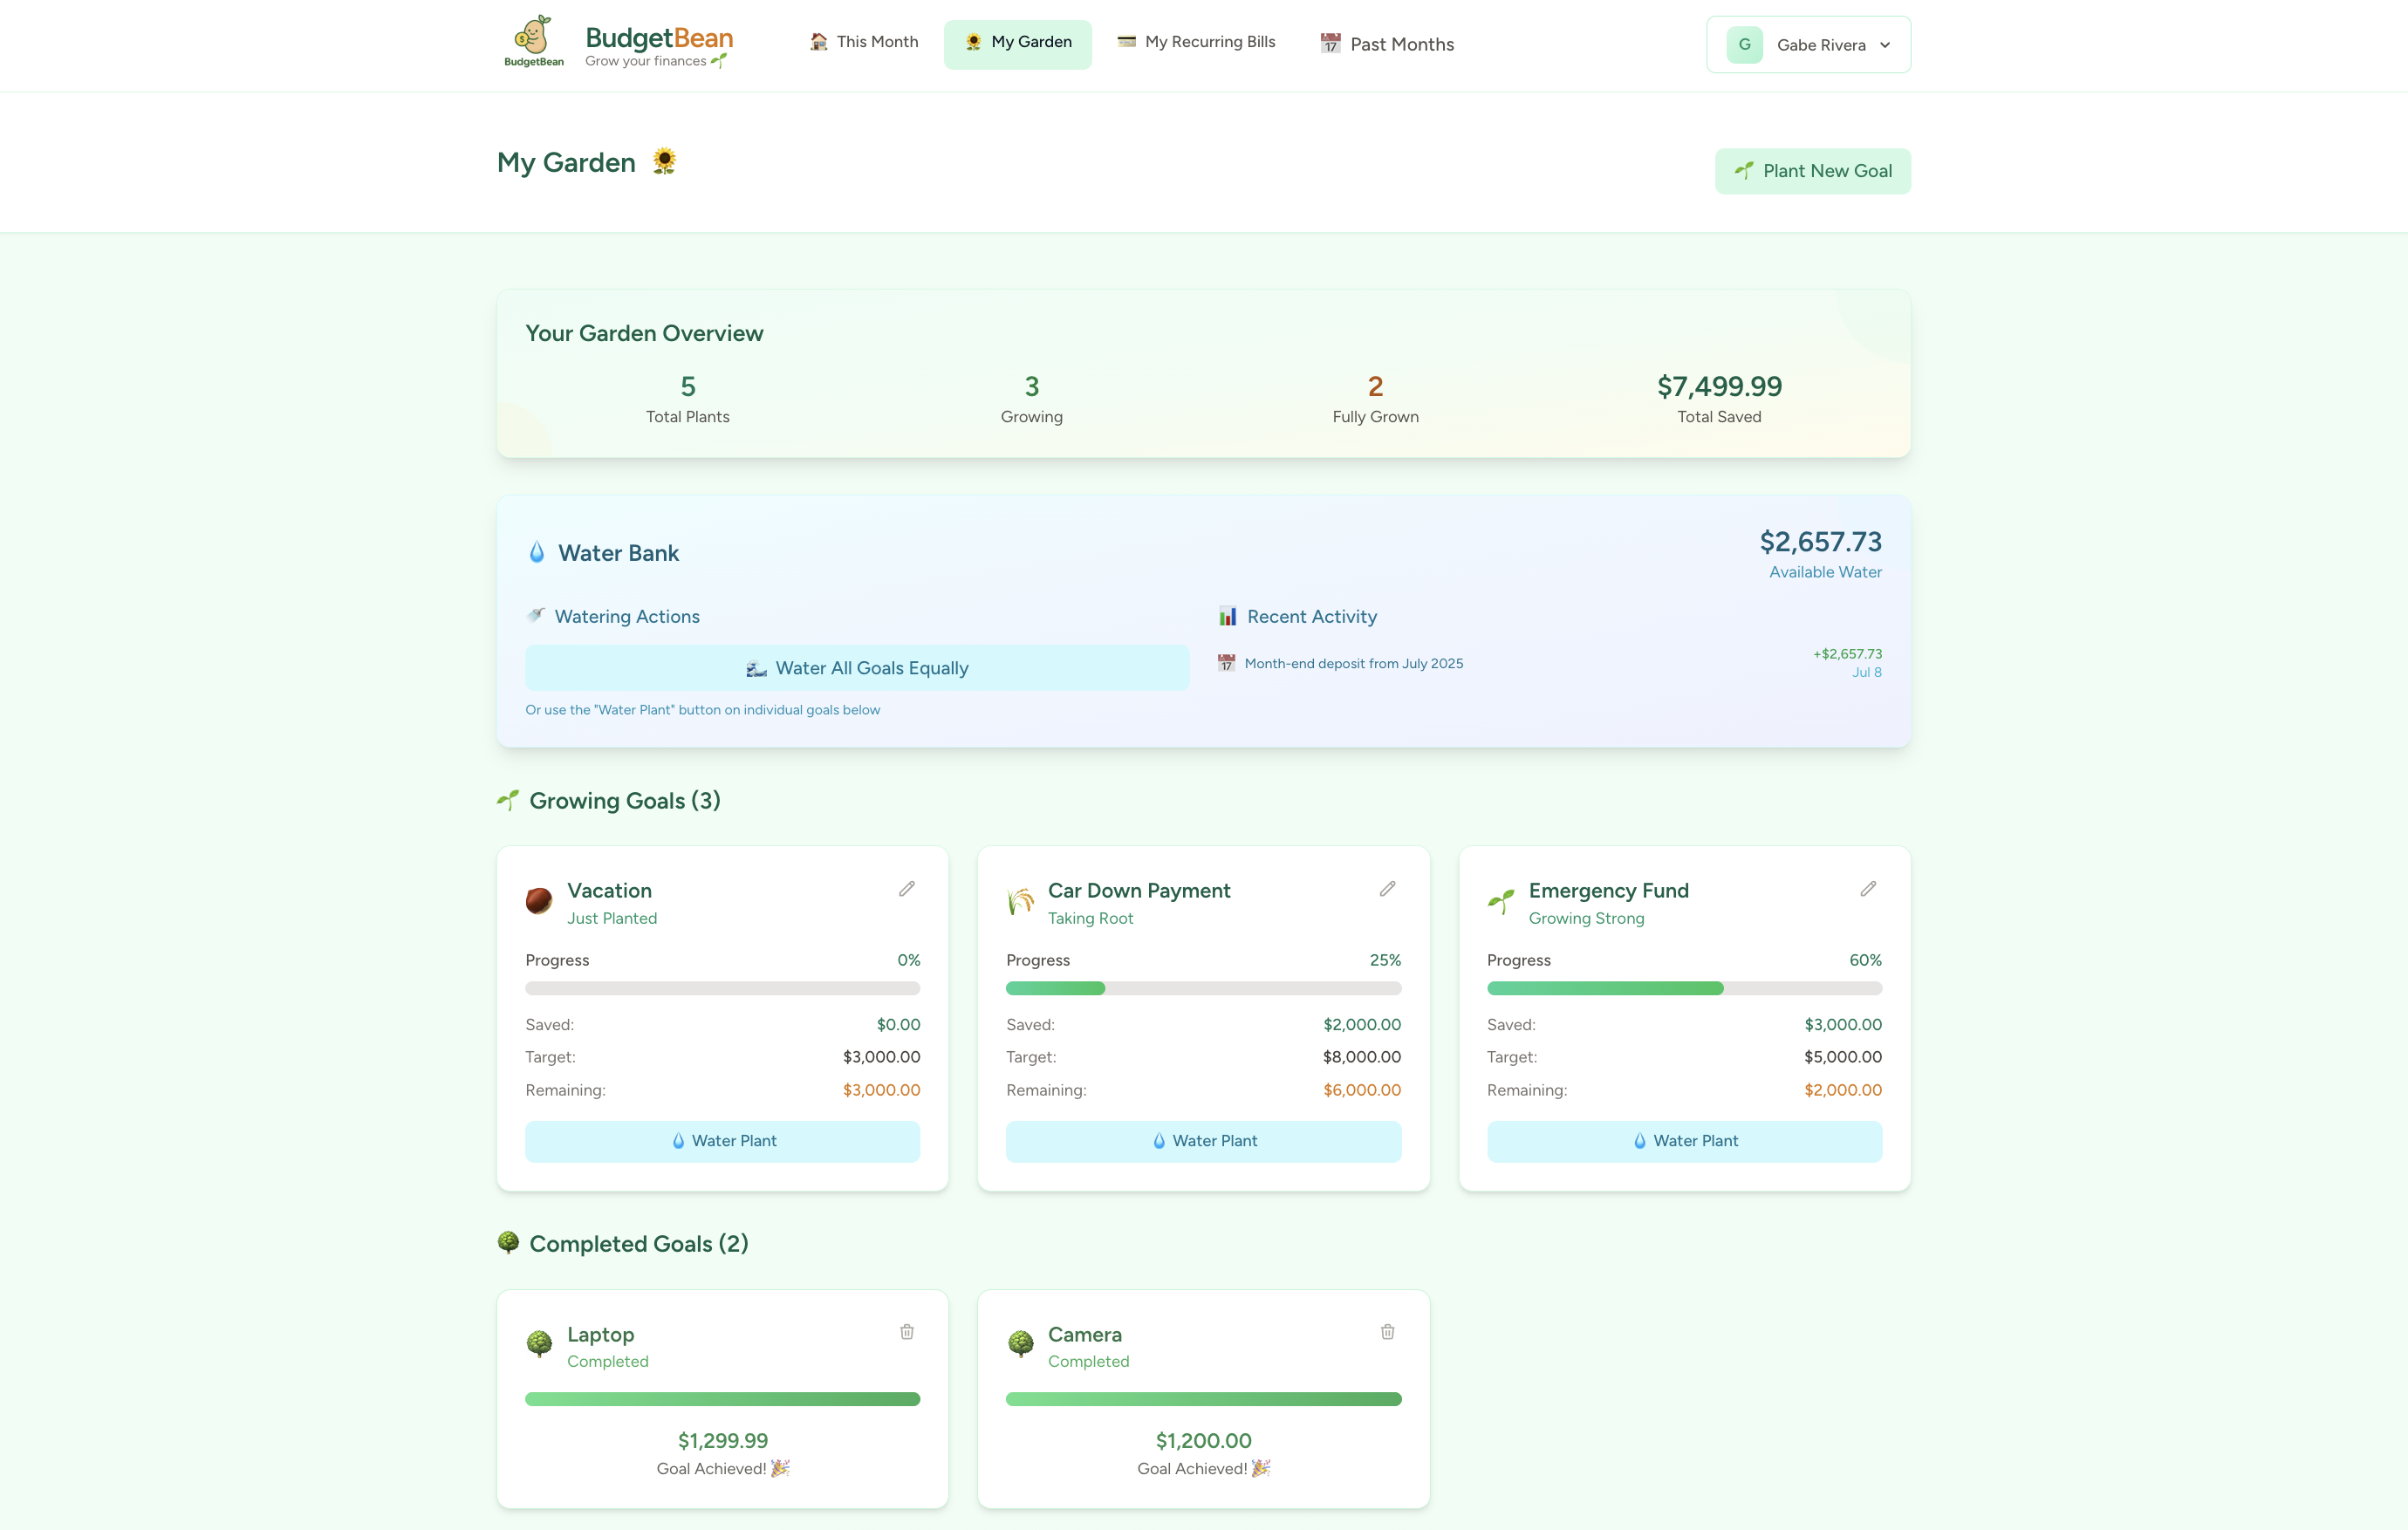 BudgetBean
BudgetBean
Grow your finances
This Month
My Garden
My Recurring Bills
Past Months
G
Gabe Rivera
My Garden
Plant New Goal
Your Garden Overview
5
Total Plants
3
Growing
2
Fully Grown
$7,499.99
Total Saved
Water Bank
$2,657.73
Available Water
Watering Actions
Water All Goals Equally
Or use the "Water Plant" button on individual goals below
Recent Activity
Month-end deposit from July 2025
+$2,657.73
Jul 8
Growing Goals (3)
Vacation
Just Planted
Progress 0%
Saved: $0.00
Target: $3,000.00
Remaining: $3,000.00
Water Plant
Car Down Payment
Taking Root
Progress 25%
Saved: $2,000.00
Target: $8,000.00
Remaining: $6,000.00
Water Plant
Emergency Fund
Growing Strong
Progress 60%
Saved: $3,000.00
Target: $5,000.00
Remaining: $2,000.00
Water Plant
Completed Goals (2)
Laptop
Completed
$1,299.99
Goal Achieved!
Camera
Completed
$1,200.00
Goal Achieved!